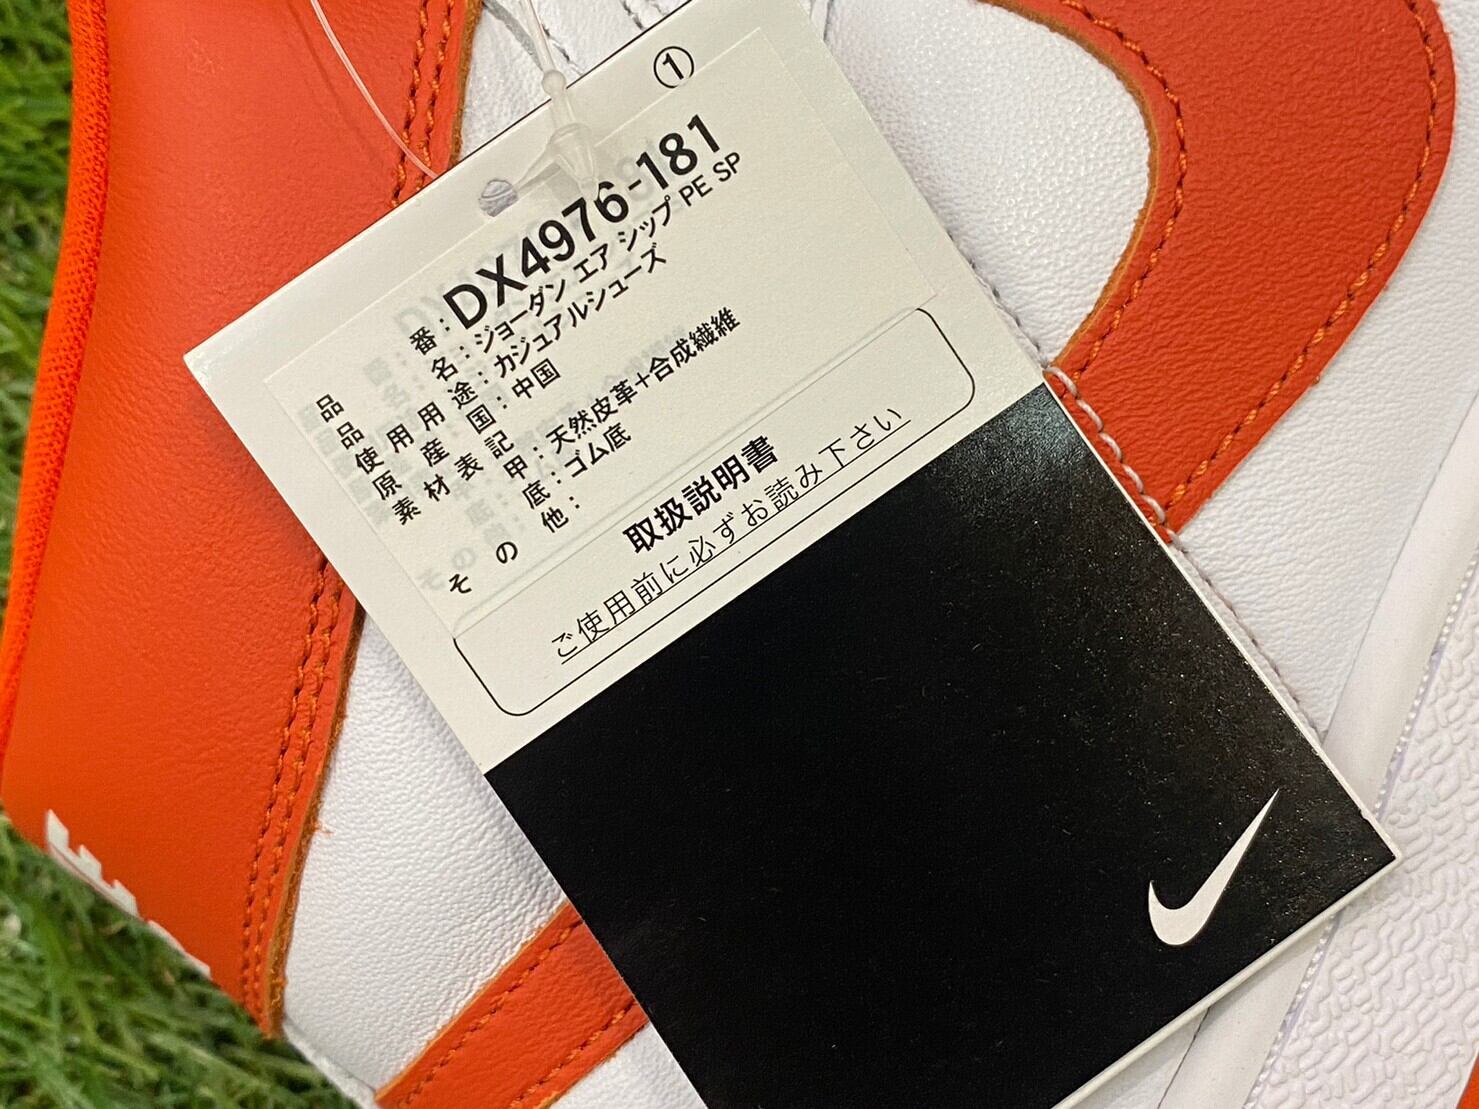 ①
品番：DX4976-181
品名：ジョーダン エア シップ PE SP
使用用途：カジュアルシューズ
原産国：中国
素材表記 甲：天然皮革＋合成繊維
底：ゴム底
その他：
取扱説明書
ご使用前に必ずお読み下さい